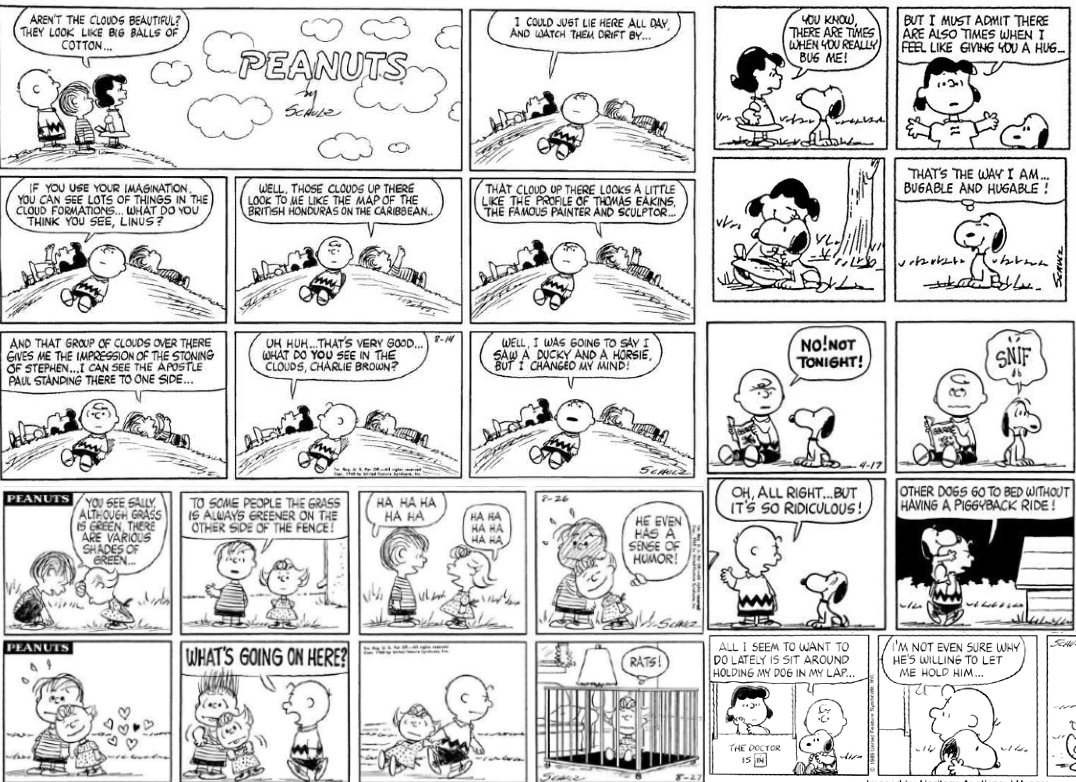 AREN'T THE CLOUDS BEAUTIFUL?
THEY LOOK LIKE BIG BALLS OF
COTTON...
PEANUTS
by
SCHULZ
I COULD JUST LIE HERE ALL DAY,
AND WATCH THEM DRIFT BY...
IF YOU USE YOUR IMAGINATION,
YOU CAN SEE LOTS OF THINGS IN THE
CLOUD FORMATIONS... WHAT DO YOU
THINK YOU SEE, LINUS?
WELL, THOSE CLOUDS UP THERE
LOOK TO ME LIKE THE MAP OF THE
BRITISH HONDURAS ON THE CARIBBEAN..
THAT CLOUD UP THERE LOOKS A LITTLE
LIKE THE PROFILE OF THOMAS EAKINS,
THE FAMOUS PAINTER AND SCULPTOR...
AND THAT GROUP OF CLOUDS OVER THERE
GIVES ME THE IMPRESSION OF THE STONING
OF STEPHEN...I CAN SEE THE APOSTLE
PAUL STANDING THERE TO ONE SIDE...
UH HUH...THAT'S VERY GOOD...
WHAT DO YOU SEE IN THE
CLOUDS, CHARLIE BROWN?
8-14
WELL, I WAS GOING TO SAY I
SAW A DUCKY AND A HORSIE,
BUT I CHANGED MY MIND!
SCHULZ
YOU KNOW,
THERE ARE TIMES
WHEN YOU REALLY
BUG ME!
BUT I MUST ADMIT THERE
ARE ALSO TIMES WHEN I
FEEL LIKE GIVING YOU A HUG...
THAT'S THE WAY I AM...
BUGABLE AND HUGABLE!
SCHULZ
NO! NOT
TONIGHT!
4-17
SNIF
OH, ALL RIGHT...BUT
IT'S SO RIDICULOUS!
OTHER DOGS GO TO BED WITHOUT
HAVING A PIGGYBACK RIDE!
PEANUTS
YOU SEE SALLY,
ALTHOUGH GRASS
IS GREEN, THERE
ARE VARIOUS
SHADES OF
GREEN...
TO SOME PEOPLE THE GRASS
IS ALWAYS GREENER ON THE
OTHER SIDE OF THE FENCE!
HA HA HA
HA HA
HA HA
HA HA
HA HA
8-26
HE EVEN
HAS A
SENSE OF
HUMOR!
SCHULZ
PEANUTS
WHAT'S GOING ON HERE?
RATS!
SCHULZ
8-27
ALL I SEEM TO WANT TO
DO LATELY IS SIT AROUND
HOLDING MY DOG IN MY LAP...
THE DOCTOR
IS IN
I'M NOT EVEN SURE WHY
HE'S WILLING TO LET
ME HOLD HIM...